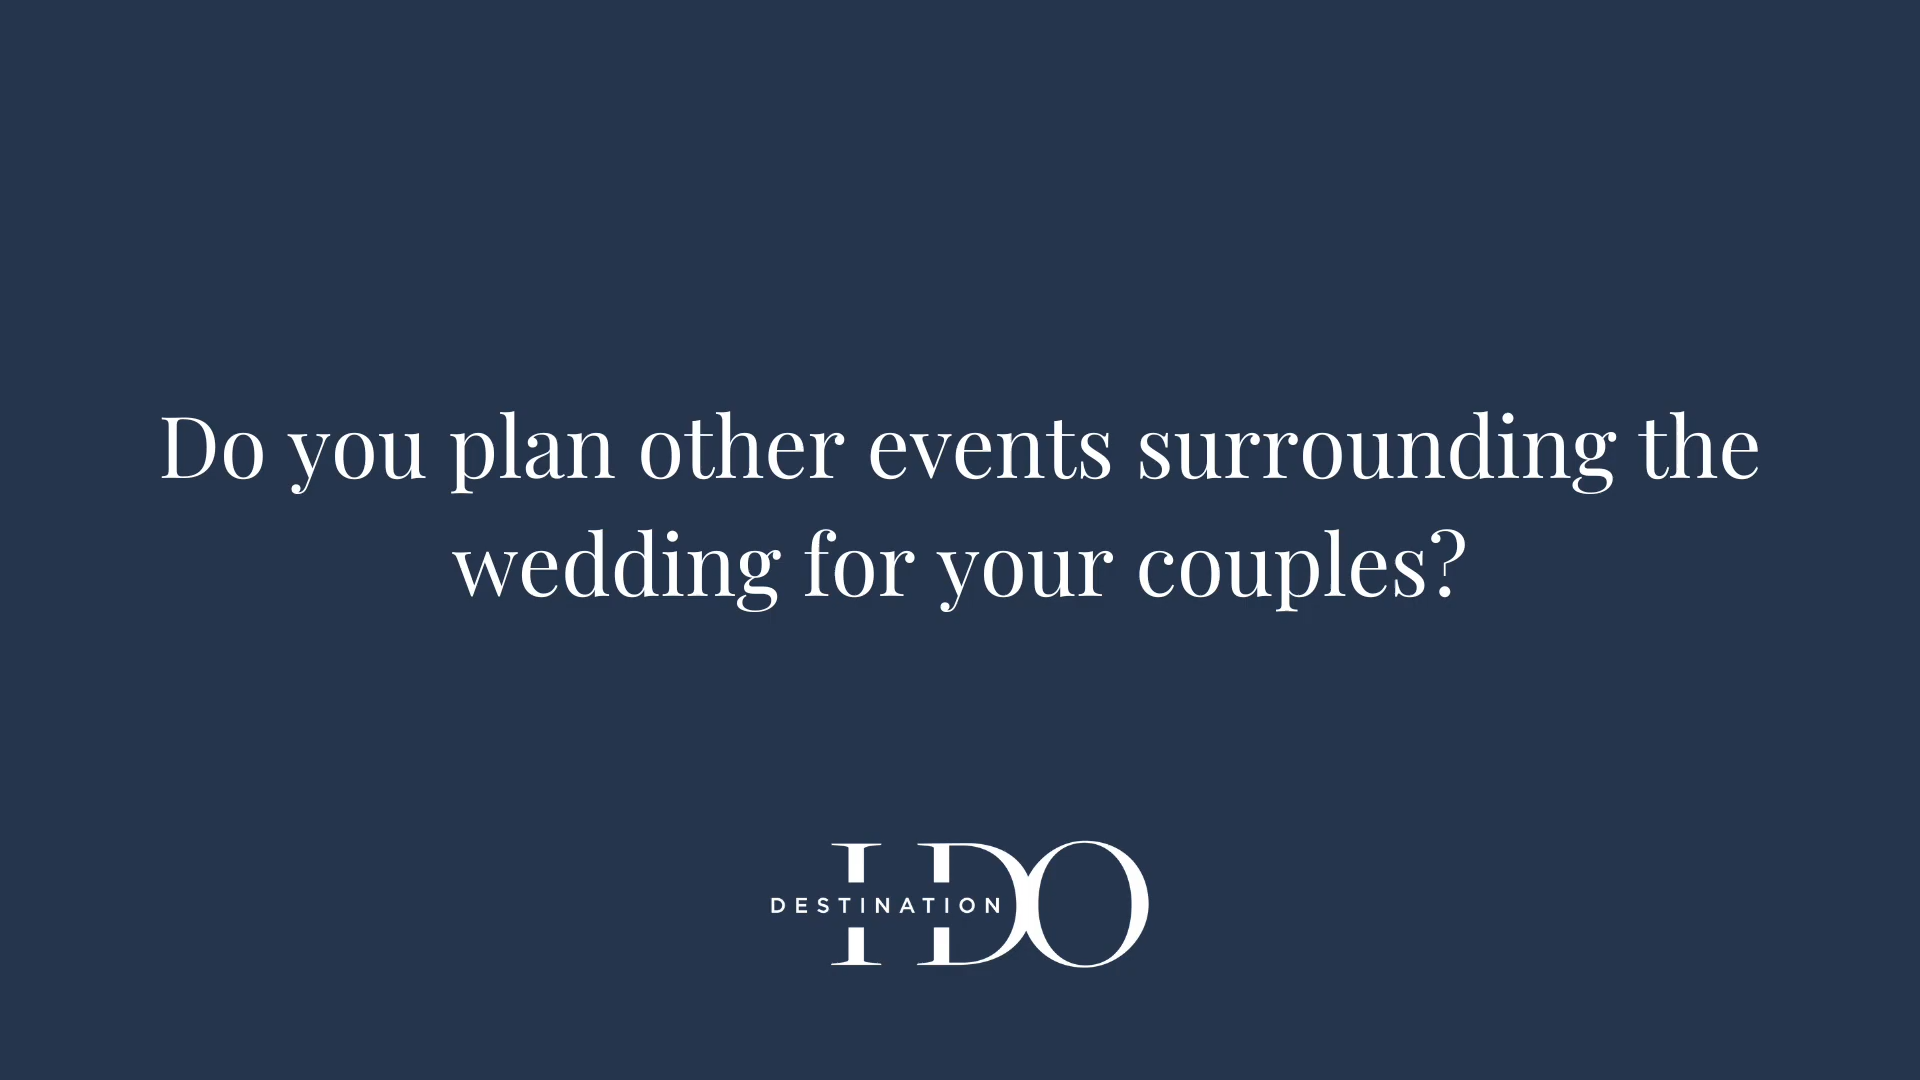 Do you plan other events surrounding the
wedding for your couples?
I DO
DESTINATION